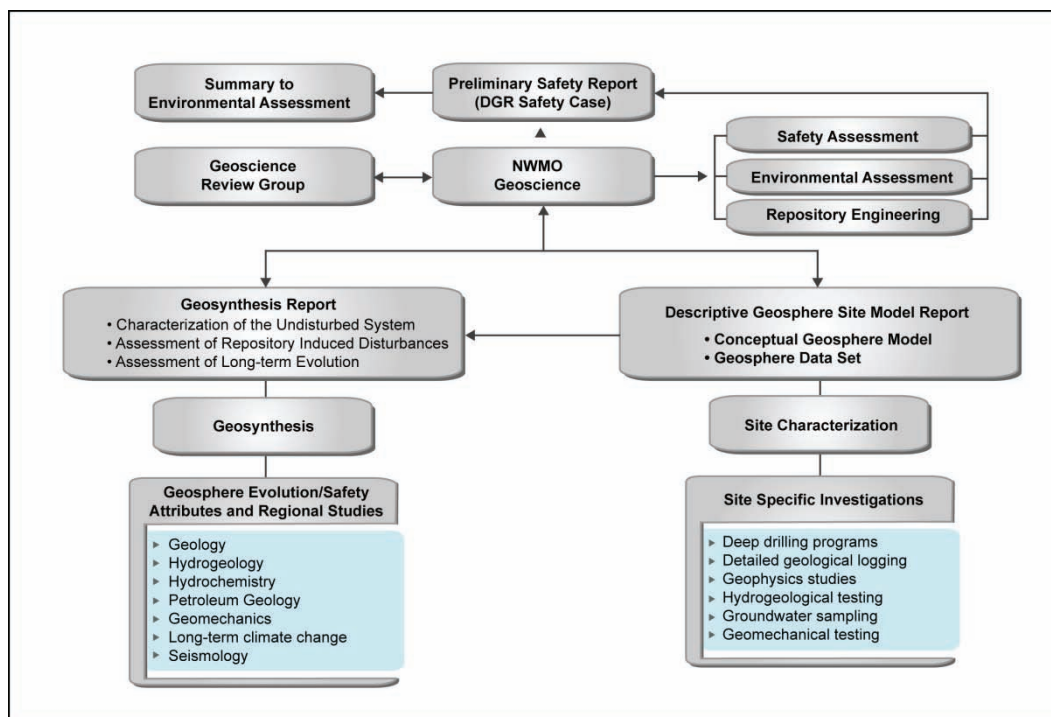 Summary to
Environmental Assessment
Preliminary Safety Report
(DGR Safety Case)
Geoscience
Review Group
NWMO
Geoscience
Safety Assessment
Environmental Assessment
Repository Engineering
Geosynthesis Report
• Characterization of the Undisturbed System
• Assessment of Repository Induced Disturbances
• Assessment of Long-term Evolution
Descriptive Geosphere Site Model Report
• Conceptual Geosphere Model
• Geosphere Data Set
Geosynthesis
Site Characterization
Geosphere Evolution/Safety
Attributes and Regional Studies
Geology
Hydrogeology
Hydrochemistry
Petroleum Geology
Geomechanics
Long-term climate change
Seismology
Site Specific Investigations
Deep drilling programs
Detailed geological logging
Geophysics studies
Hydrogeological testing
Groundwater sampling
Geomechanical testing